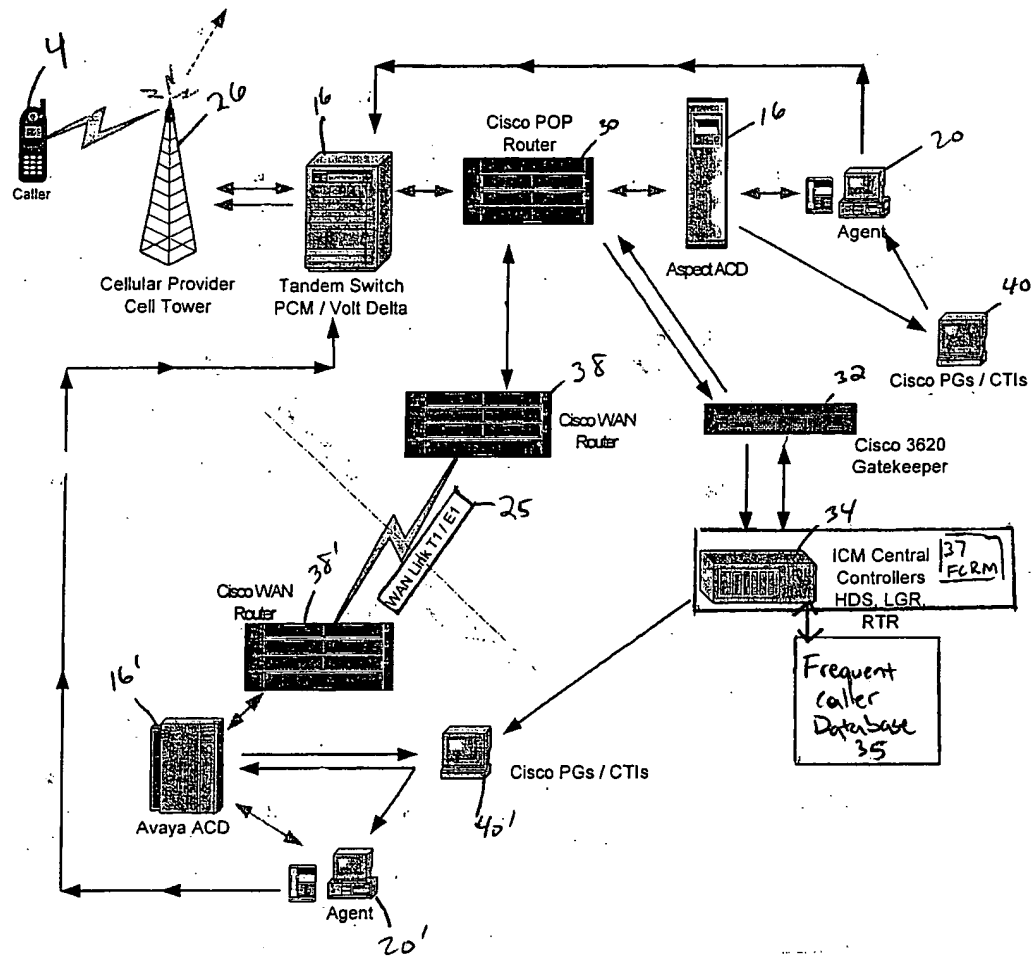 4
26
Caller
Cellular Provider
Cell Tower
16
Tandem Switch
PCM / Volt Delta
Cisco POP
Router
30
16
Aspect ACD
20
Agent
40
Cisco PGs / CTIs
38
Cisco WAN
Router
32
Cisco 3620
Gatekeeper
25
WAN Link T1 / E1
34
ICM Central
Controllers
HDS, LGR,
RTR
37
FCRM
38'
Cisco WAN
Router
Frequent
Caller
Database
35
16'
Avaya ACD
Cisco PGs / CTIs
40'
Agent
20'